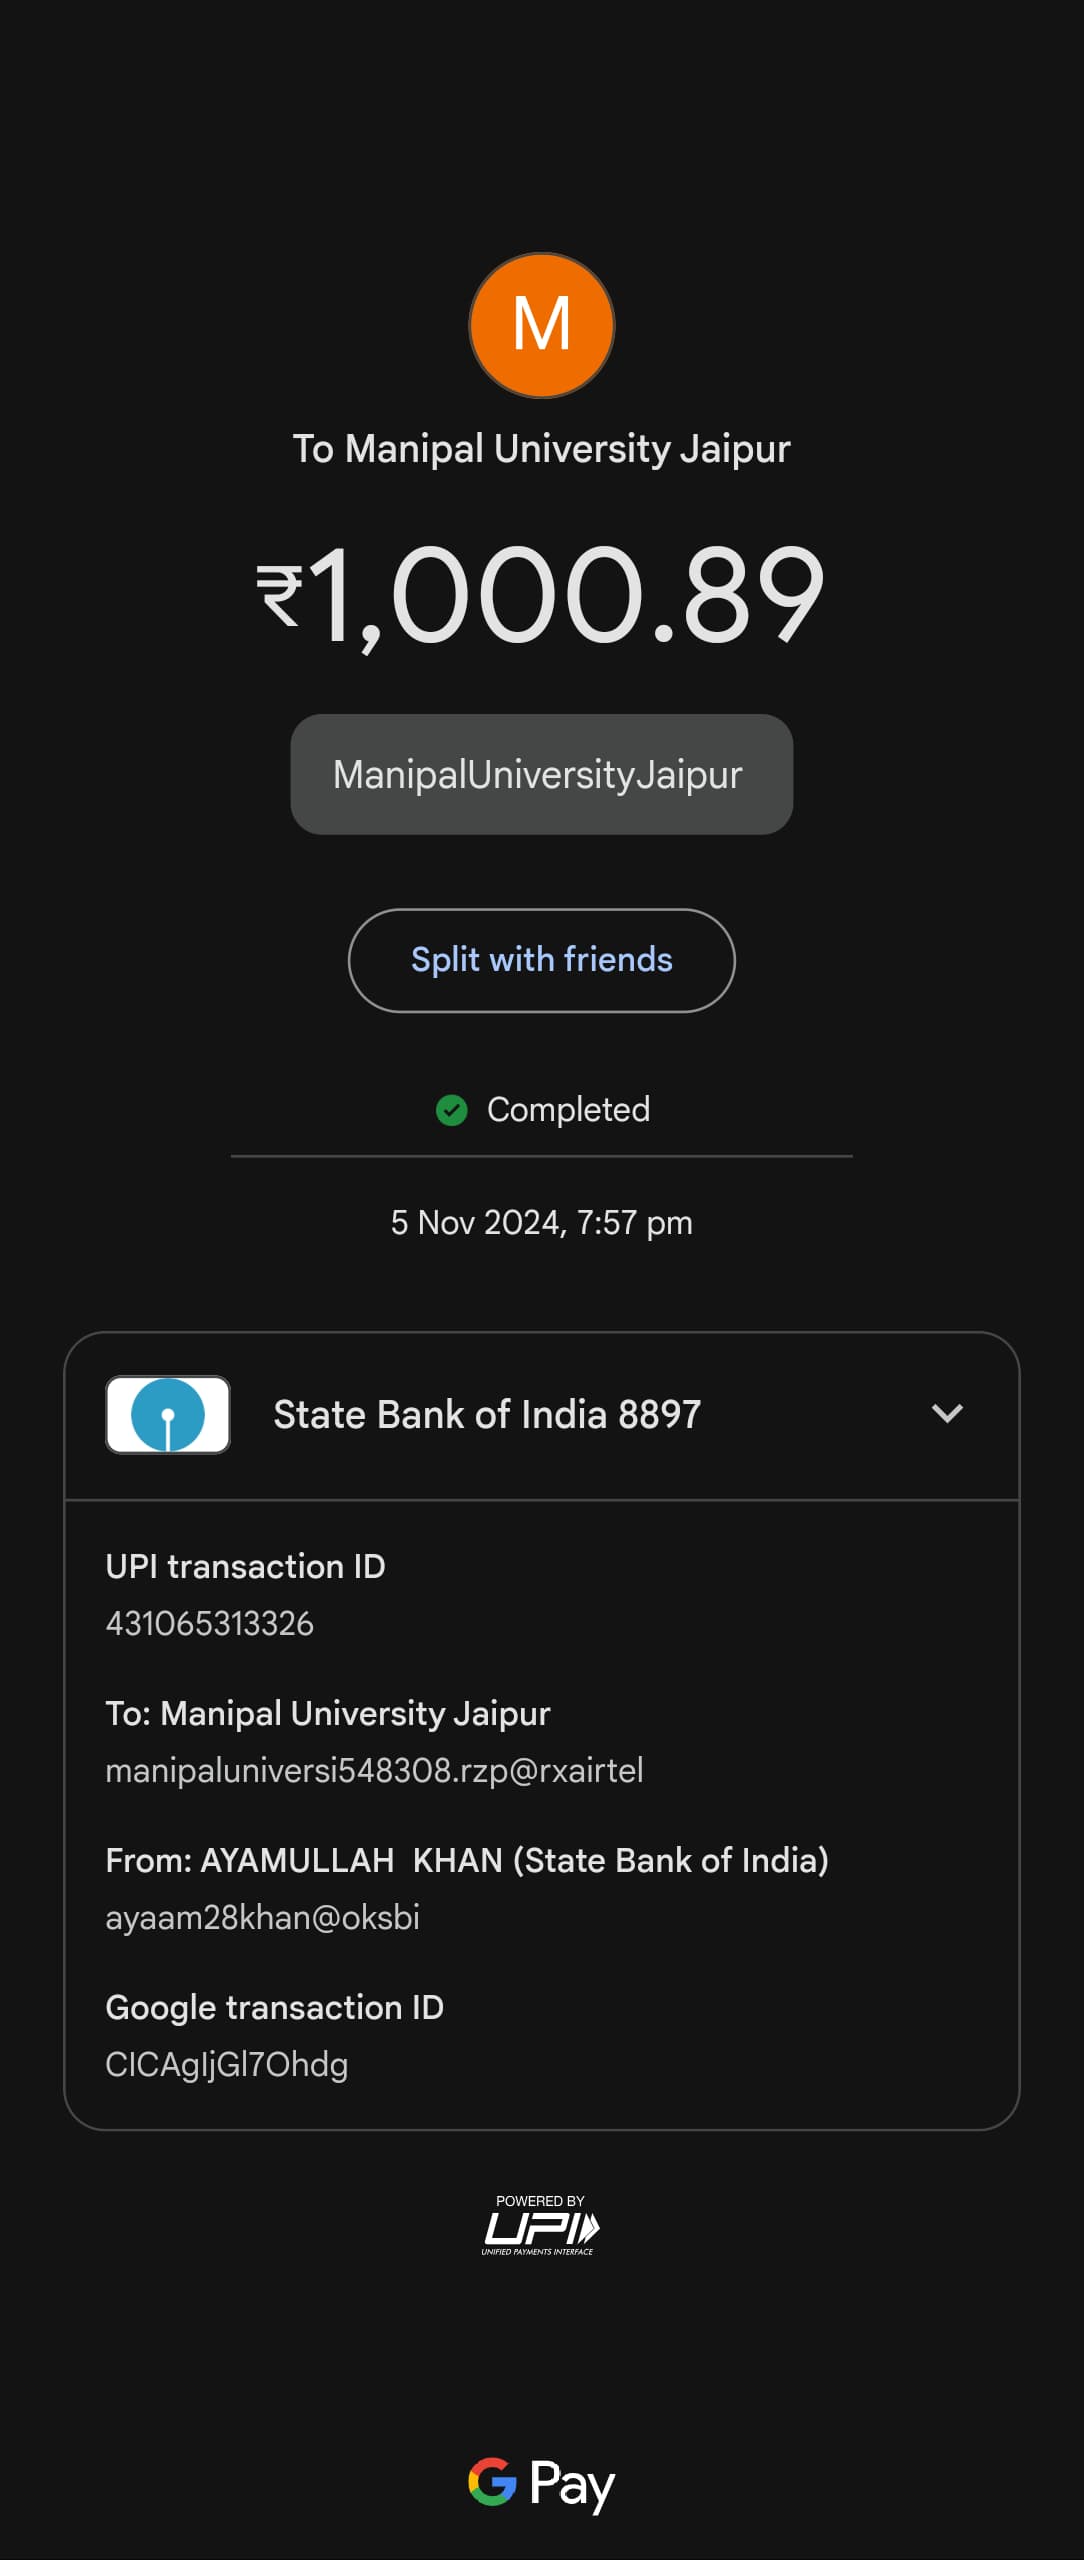 M
To Manipal University Jaipur
₹1,000.89
ManipalUniversityJaipur
Split with friends
Completed
5 Nov 2024, 7:57 pm
State Bank of India 8897
UPI transaction ID
431065313326
To: Manipal University Jaipur
manipaluniversi548308.rzp@rxairtel
From: AYAMULLAH  KHAN (State Bank of India)
ayaam28khan@oksbi
Google transaction ID
CICAgIjGl7Ohdg
POWERED BY
UPI
UNIFIED PAYMENTS INTERFACE
G Pay